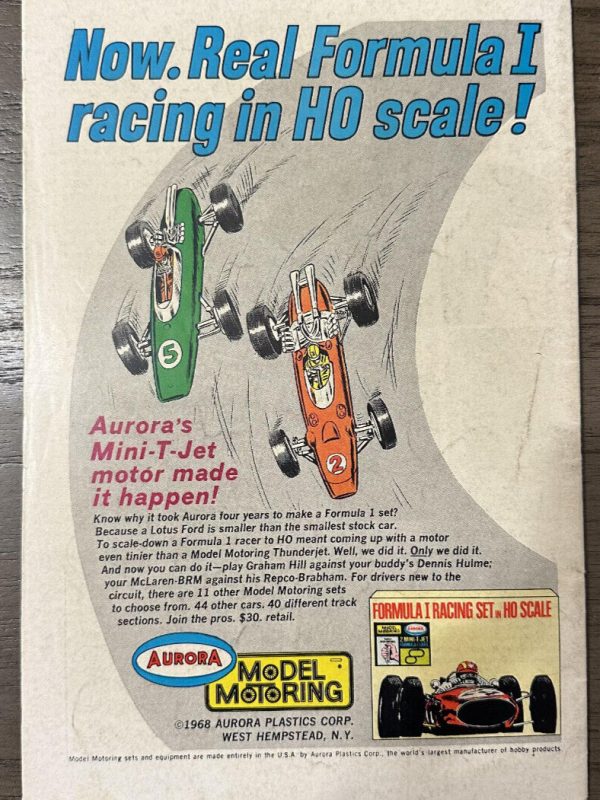 Now. Real Formula I
racing in HO scale!
5
2
Aurora's
Mini-T-Jet
motor made
it happen!
Know why it took Aurora four years to make a Formula 1 set?
Because a Lotus Ford is smaller than the smallest stock car.
To scale-down a Formula 1 racer to HO meant coming up with a motor
even tinier than a Model Motoring Thunderjet. Well, we did it. Only we did it.
And now you can do it—play Graham Hill against your buddy's Dennis Hulme;
your McLaren-BRM against his Repco-Brabham. For drivers new to the
circuit, there are 11 other Model Motoring sets
to choose from. 44 other cars. 40 different track
sections. Join the pros. $30. retail.
FORMULA I RACING SET IN HO SCALE
AURORA
MODEL
MOTORING
©1968 AURORA PLASTICS CORP.
WEST HEMPSTEAD, N.Y.
Model Motoring sets and equipment are made entirely in the U.S.A. by Aurora Plastics Corp., the world's largest manufacturer of hobby products